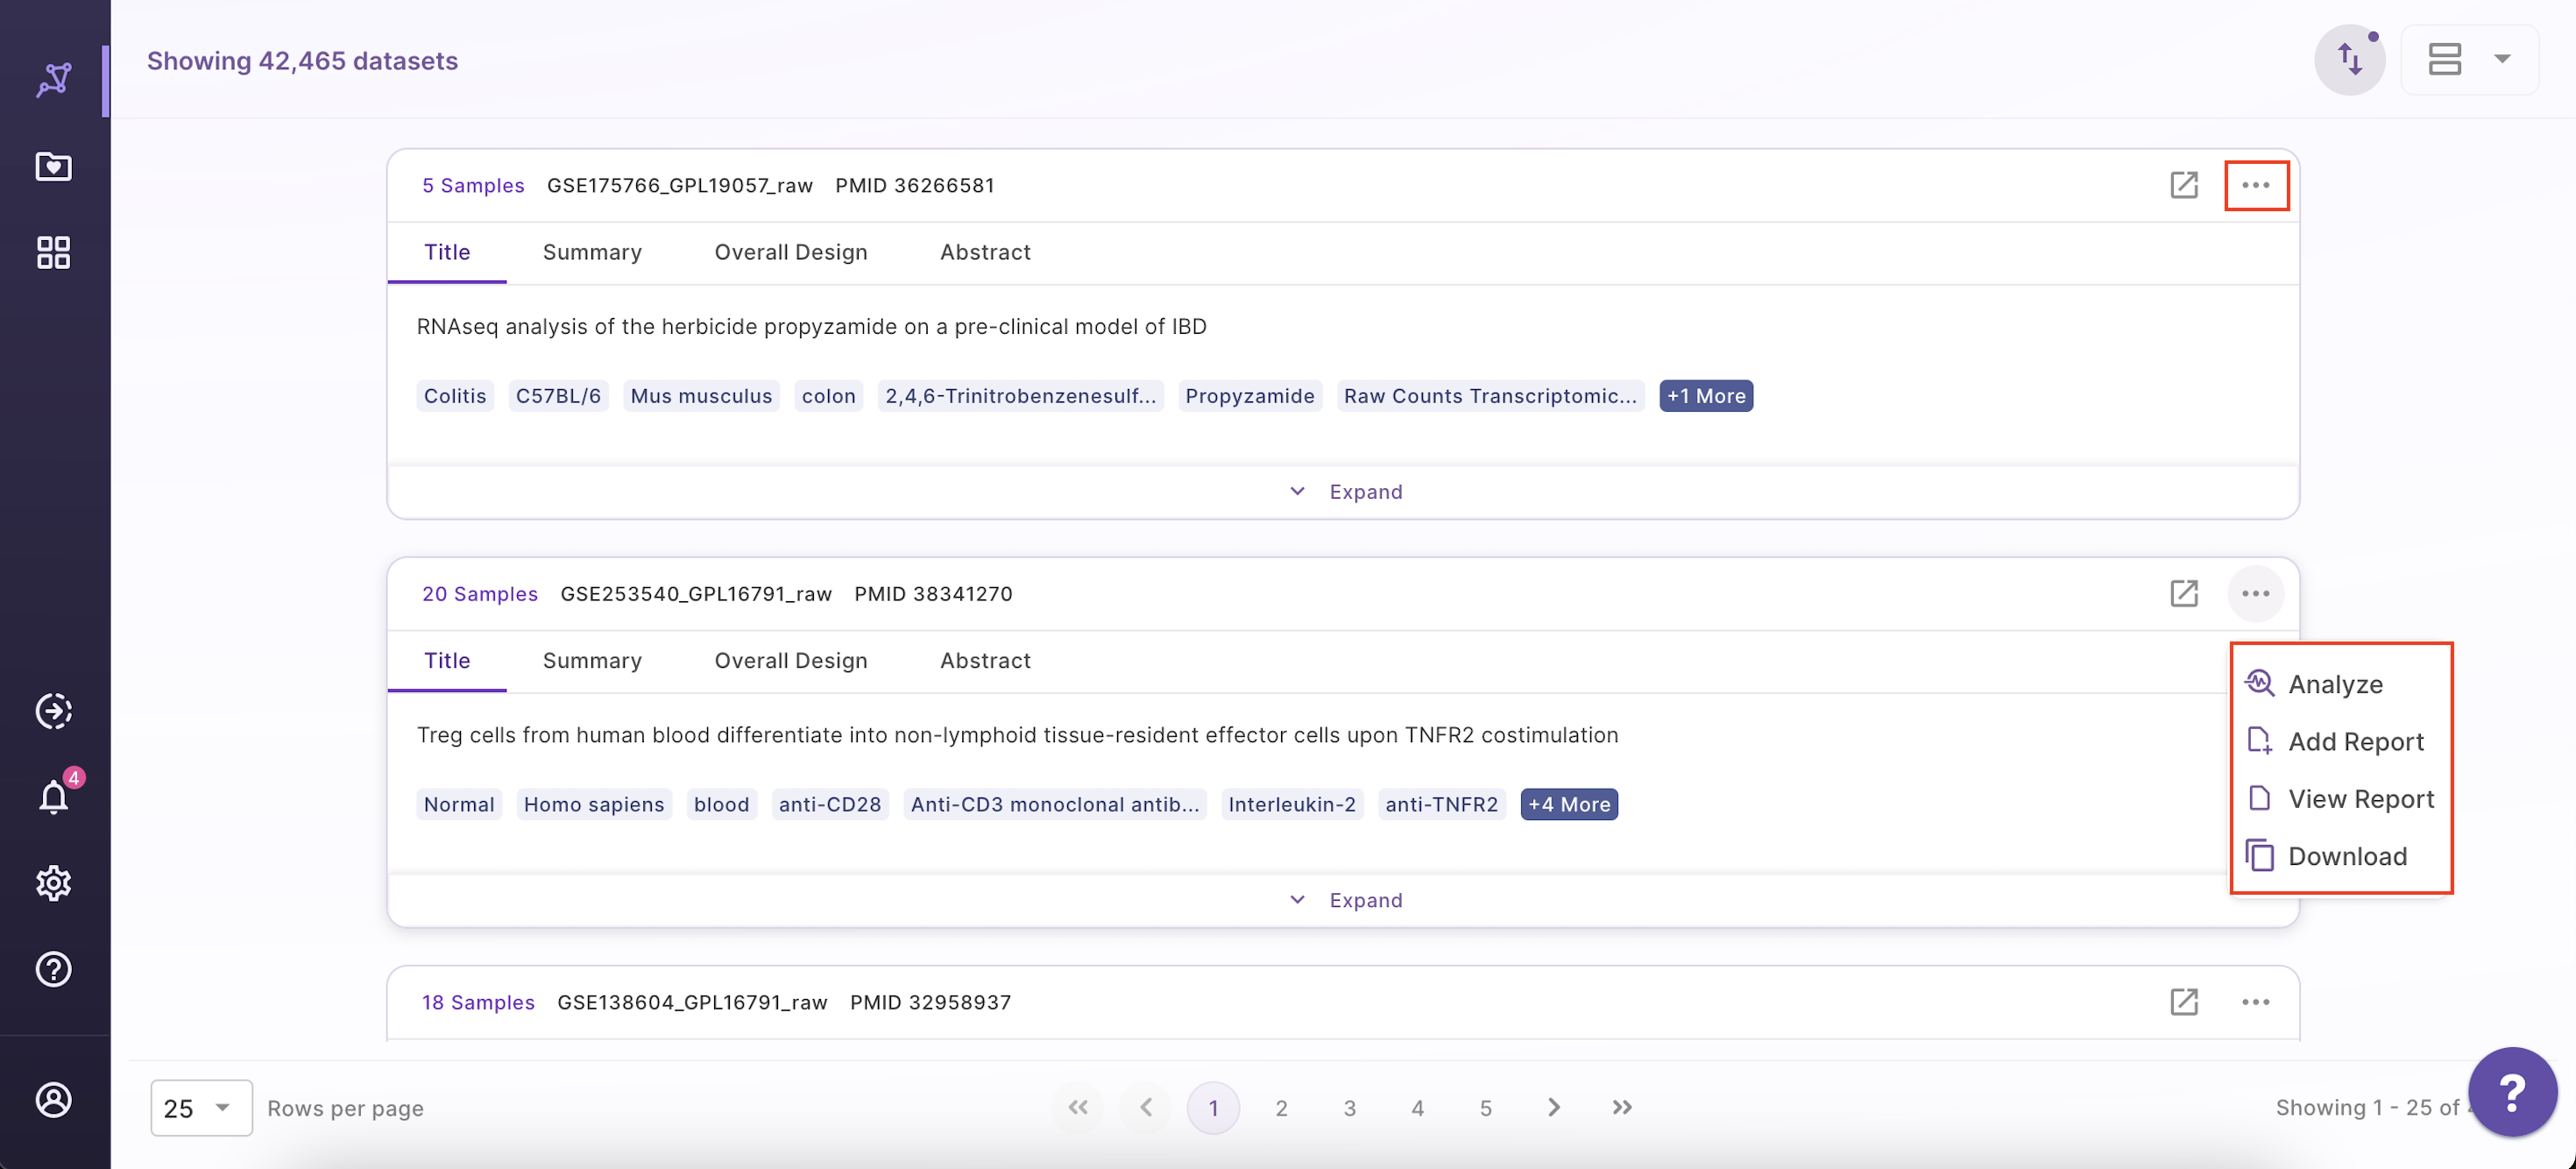 Showing 42,465 datasets
5 Samples GSE175766_GPL19057_raw PMID 36266581
Title Summary Overall Design Abstract
RNAseq analysis of the herbicide propyzamide on a pre-clinical model of IBD
Colitis C57BL/6 Mus musculus colon 2,4,6-Trinitrobenzenesulf... Propyzamide Raw Counts Transcriptomic... +1 More
Expand
20 Samples GSE253540_GPL16791_raw PMID 38341270
Title Summary Overall Design Abstract
Treg cells from human blood differentiate into non-lymphoid tissue-resident effector cells upon TNFR2 costimulation
Normal Homo sapiens blood anti-CD28 Anti-CD3 monoclonal antib... Interleukin-2 anti-TNFR2 +4 More
Expand
Analyze
Add Report
View Report
Download
4
18 Samples GSE138604_GPL16791_raw PMID 32958937
25 Rows per page
1 2 3 4 5
Showing 1 - 25 of
?